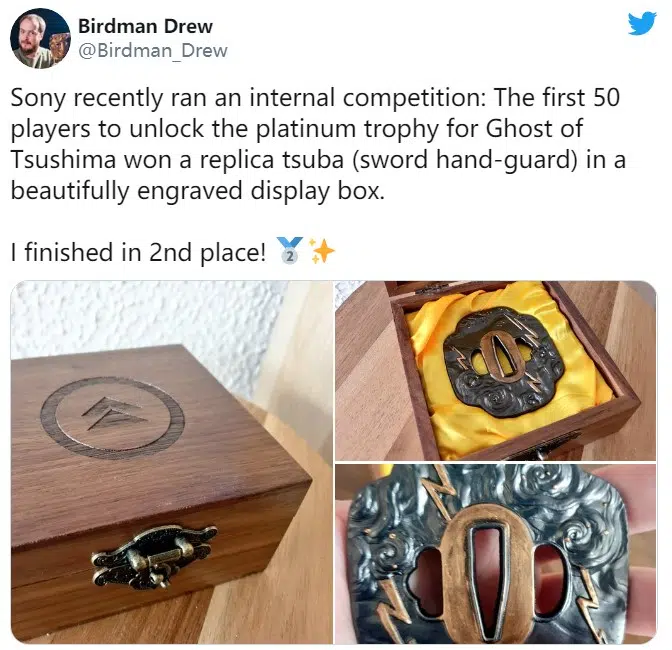 Birdman Drew
@Birdman_Drew
Sony recently ran an internal competition: The first 50
players to unlock the platinum trophy for Ghost of
Tsushima won a replica tsuba (sword hand-guard) in a
beautifully engraved display box.
I finished in 2nd place! 🥈✨